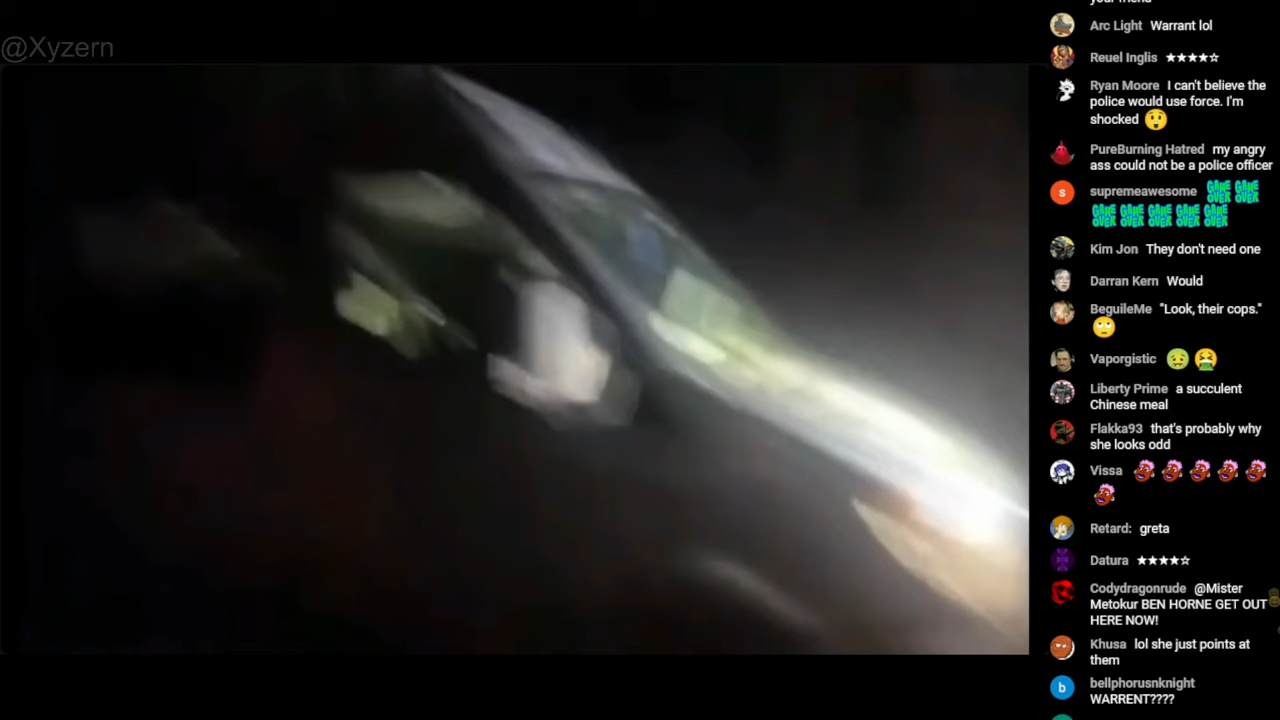 your friend
@Xyzern
Arc Light Warrant lol
Reuel Inglis ★★★★☆
Ryan Moore I can't believe the
police would use force. I'm
shocked 😲
PureBurning Hatred my angry
ass could not be a police officer
s
supremeawesome GAME OVER GAME OVER
GAME OVER GAME OVER GAME OVER GAME OVER GAME OVER
Kim Jon They don't need one
Darran Kern Would
BeguileMe "Look, their cops."
🙄
Vaporgistic 🤢 🤮
Liberty Prime a succulent
Chinese meal
Flakka93 that's probably why
she looks odd
Vissa
Retard: greta
Datura ★★★★☆
Codydragonrude @Mister
Metokur BEN HORNE GET OUT
HERE NOW!
Khusa lol she just points at
them
b
bellphorusnknight
WARRENT????